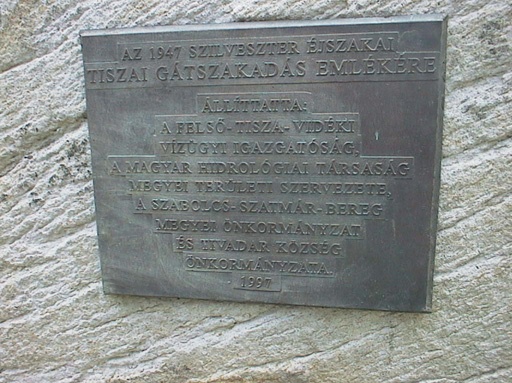 AZ 1947 SZILVESZTER ÉJSZAKAI
TISZAI GÁTSZAKADÁS EMLÉKÉRE
ÁLLÍTTATTA:
A FELSŐ-TISZA-VIDÉKI
VÍZÜGYI IGAZGATÓSÁG,
A MAGYAR HIDROLÓGIAI TÁRSASÁG
MEGYEI TERÜLETI SZERVEZETE,
A SZABOLCS-SZATMÁR-BEREG
MEGYEI ÖNKORMÁNYZAT
ÉS TIVADAR KÖZSÉG
ÖNKORMÁNYZATA.
1997